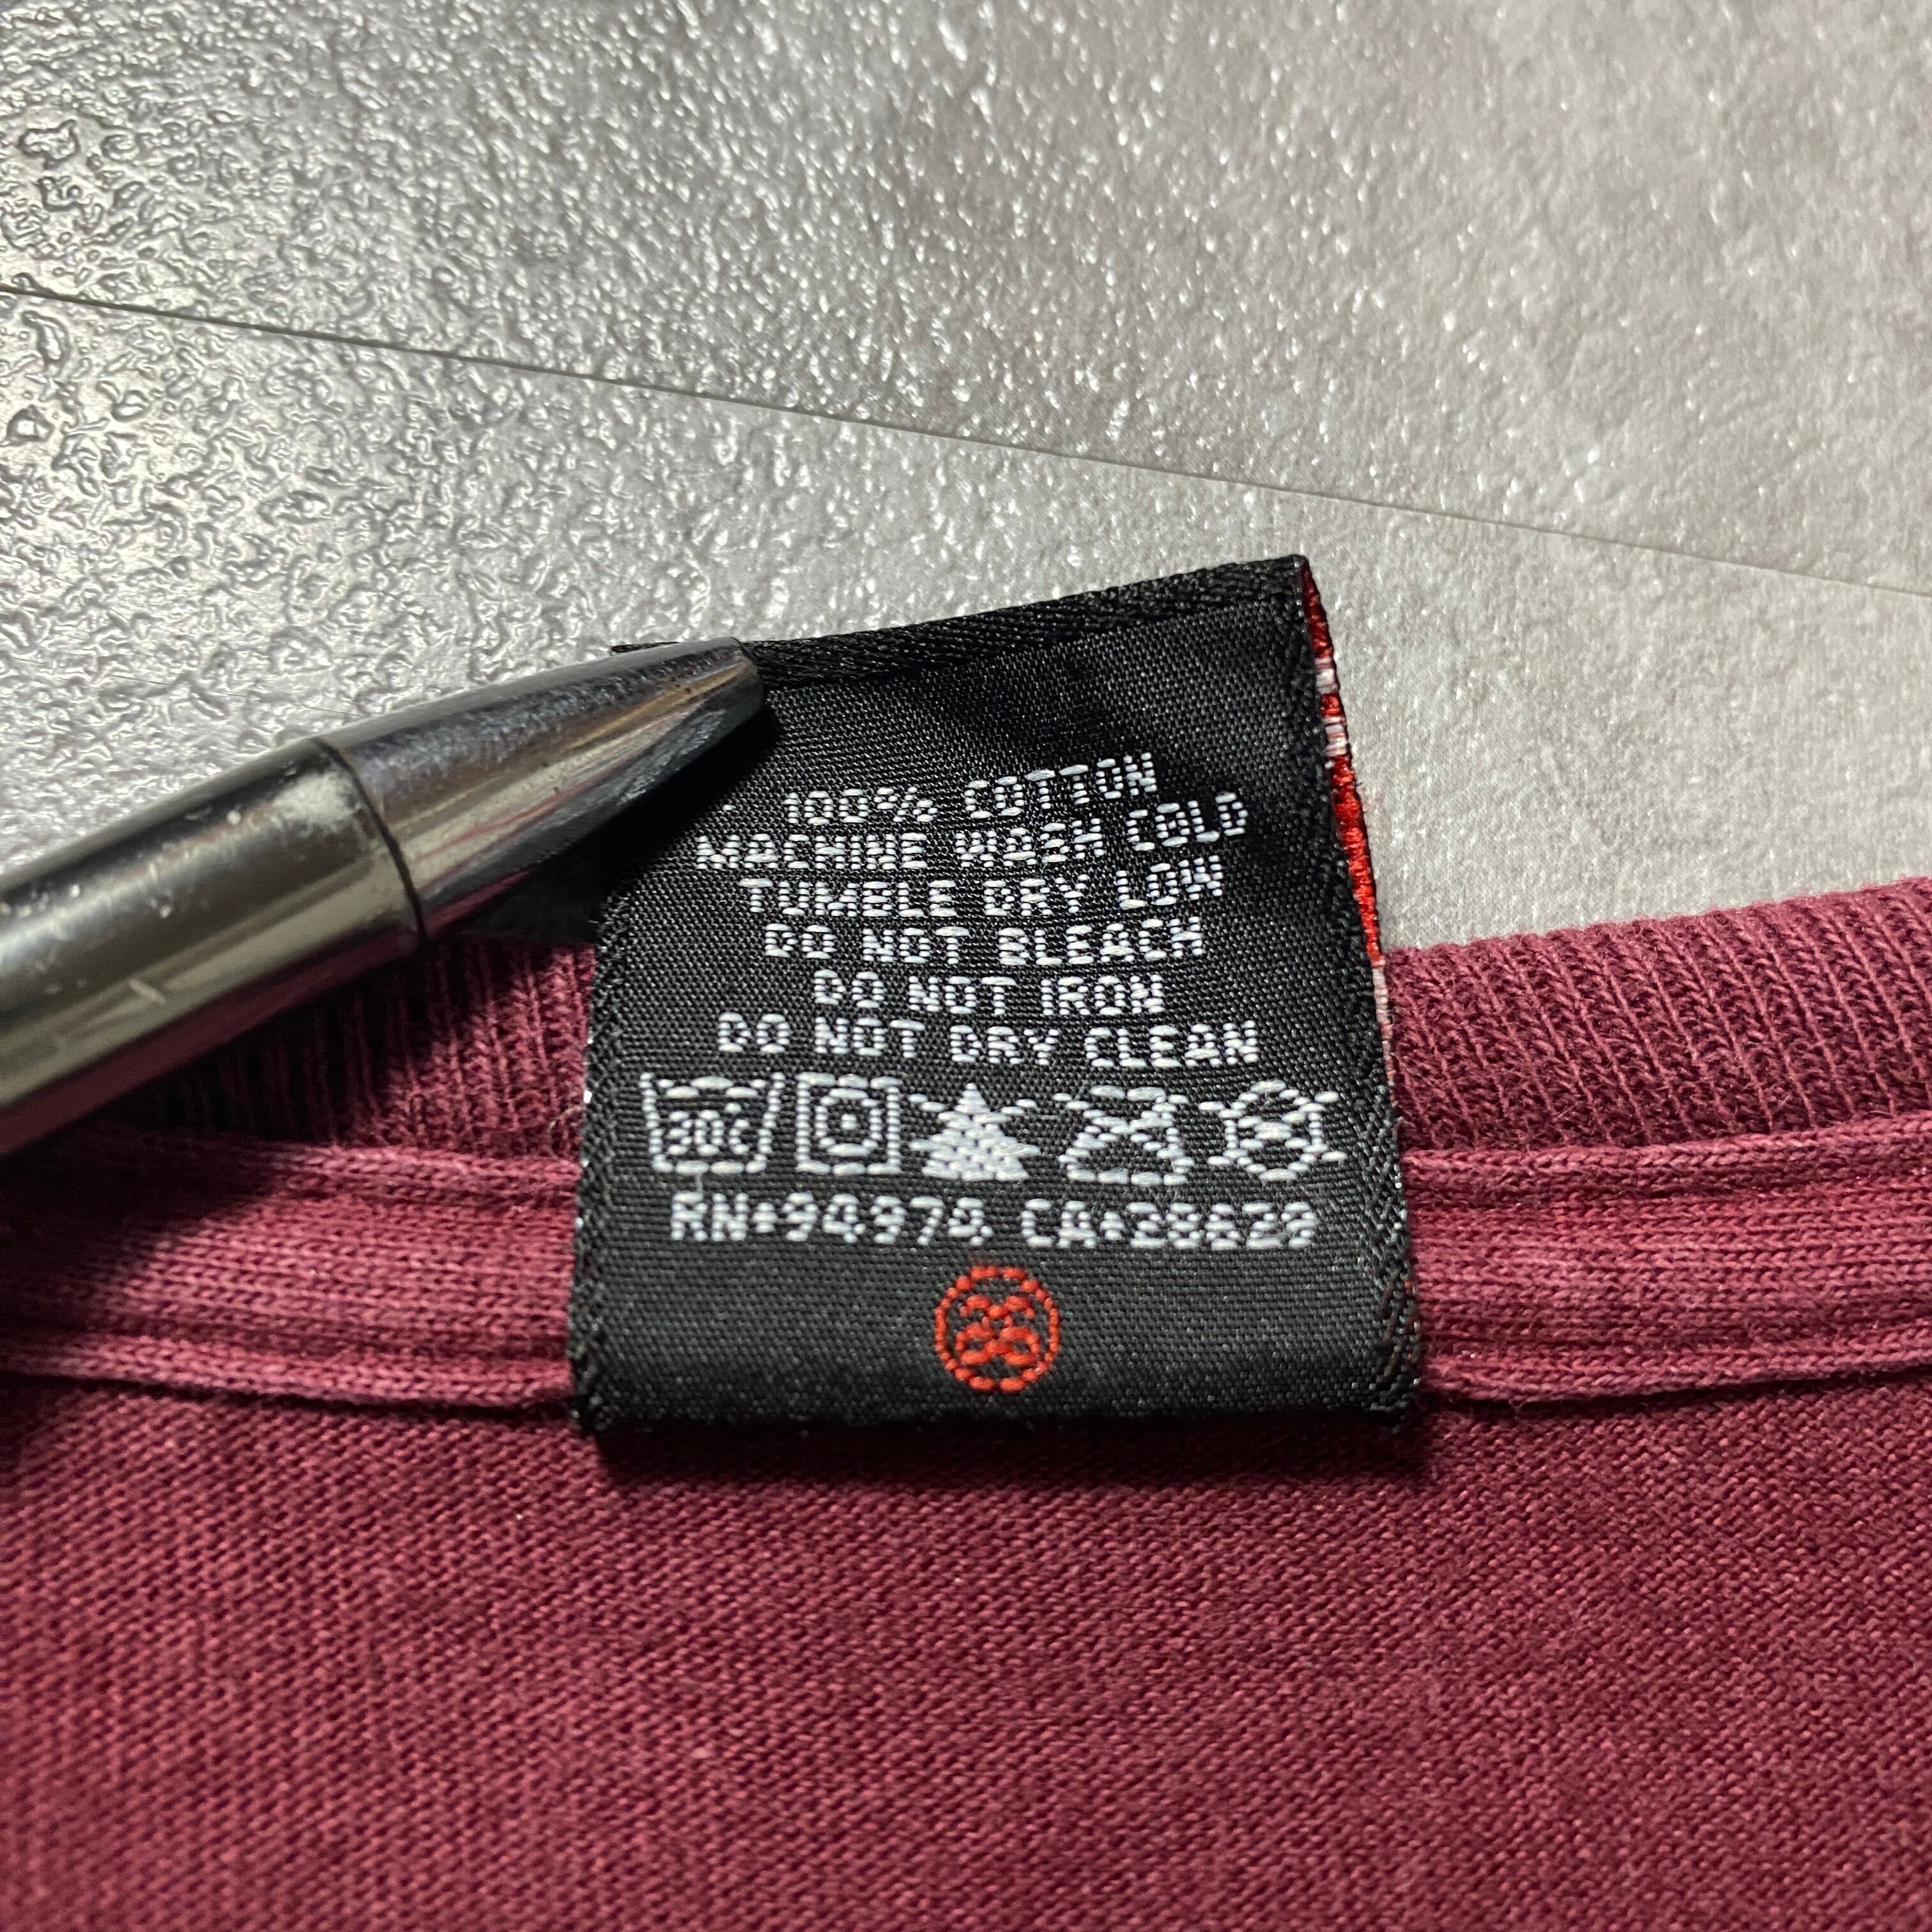 100% COTTON
MACHINE WASH COLD
TUMBLE DRY LOW
DO NOT BLEACH
DO NOT IRON
DO NOT DRY CLEAN
30C
RN•94974 CA•28629